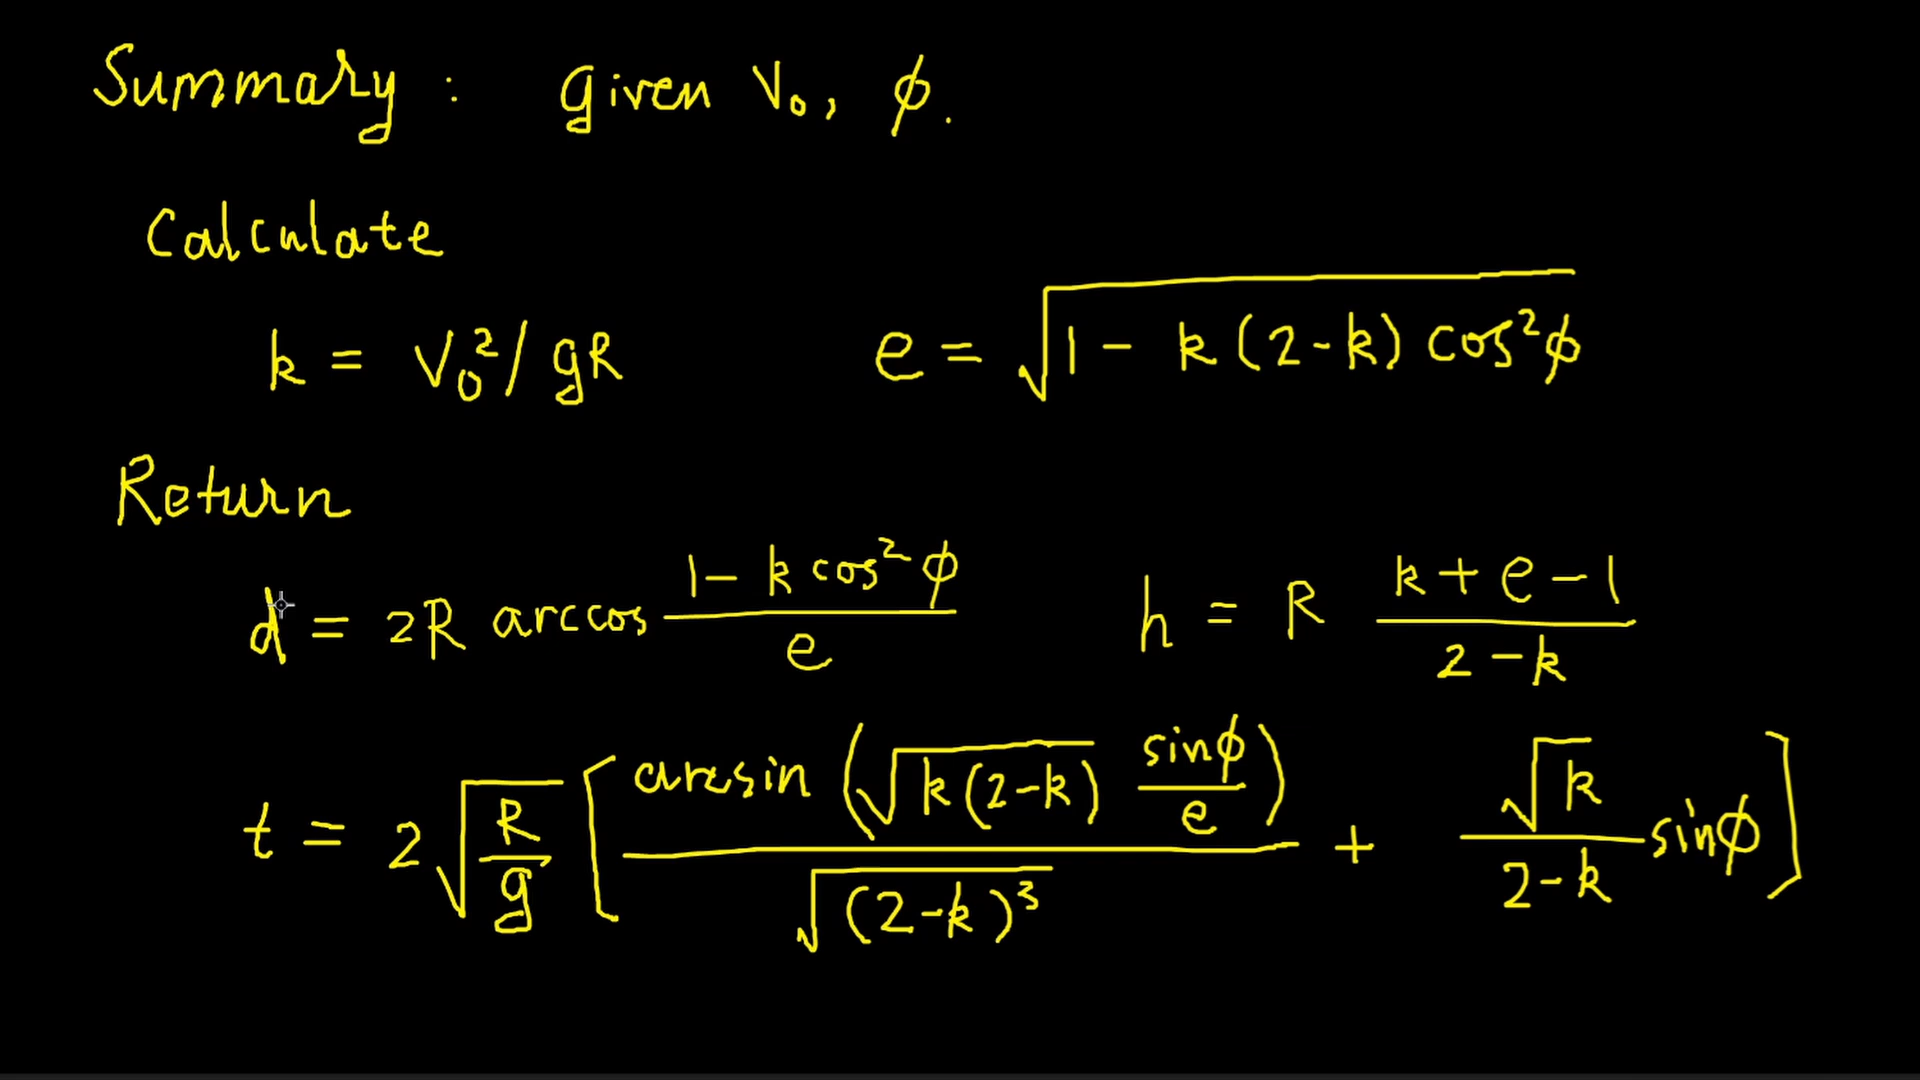 Summary : given V₀, ϕ.
Calculate
k = V₀²/gR e = √(1 - k(2-k) cos²ϕ)
Return
d = 2R arccos (1 - k cos²ϕ)/e h = R (k+e-1)/(2-k)
t = 2√(R/g) [arcsin (√(k(2-k)) sinϕ/e)/√((2-k)³) + √k/(2-k) sinϕ]